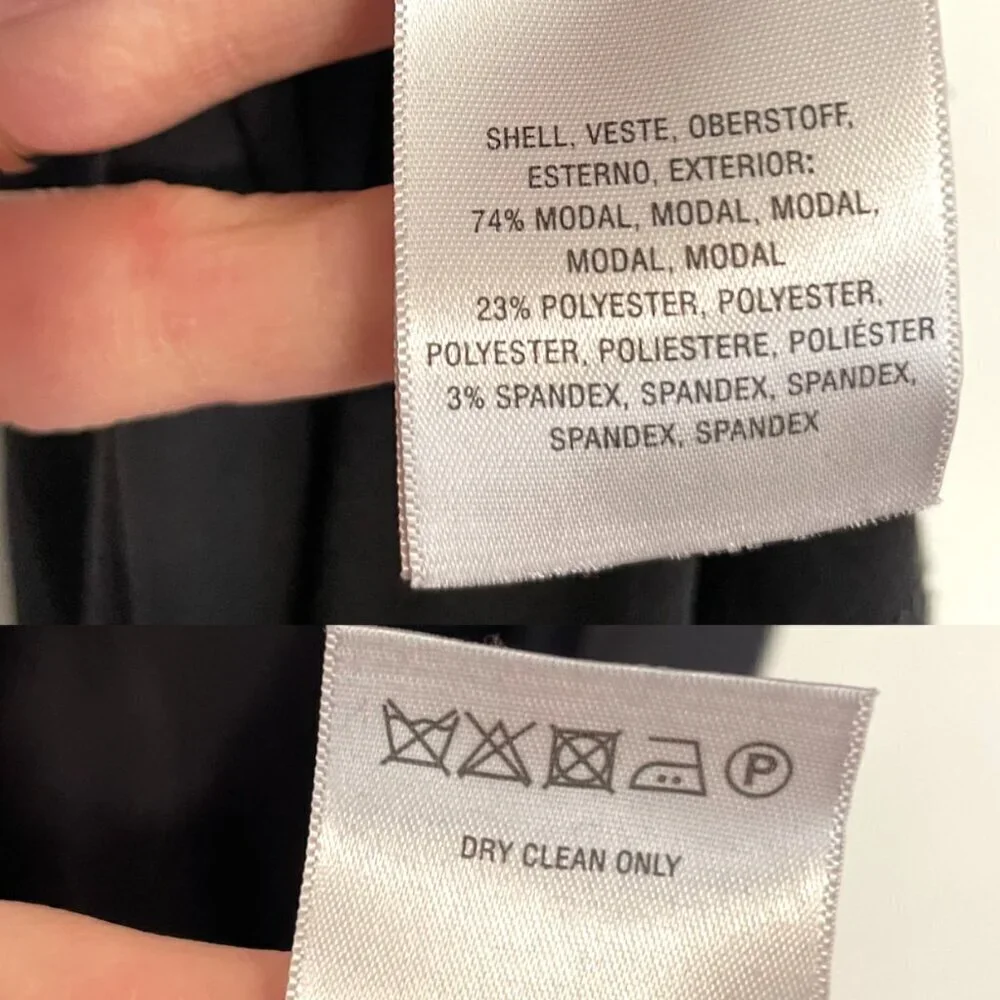 SHELL, VESTE, OBERSTOFF,
ESTERNO, EXTERIOR:
74% MODAL, MODAL, MODAL,
MODAL, MODAL
23% POLYESTER, POLYESTER,
POLYESTER, POLIESTERE, POLIÉSTER
3% SPANDEX, SPANDEX, SPANDEX,
SPANDEX, SPANDEX
P
DRY CLEAN ONLY